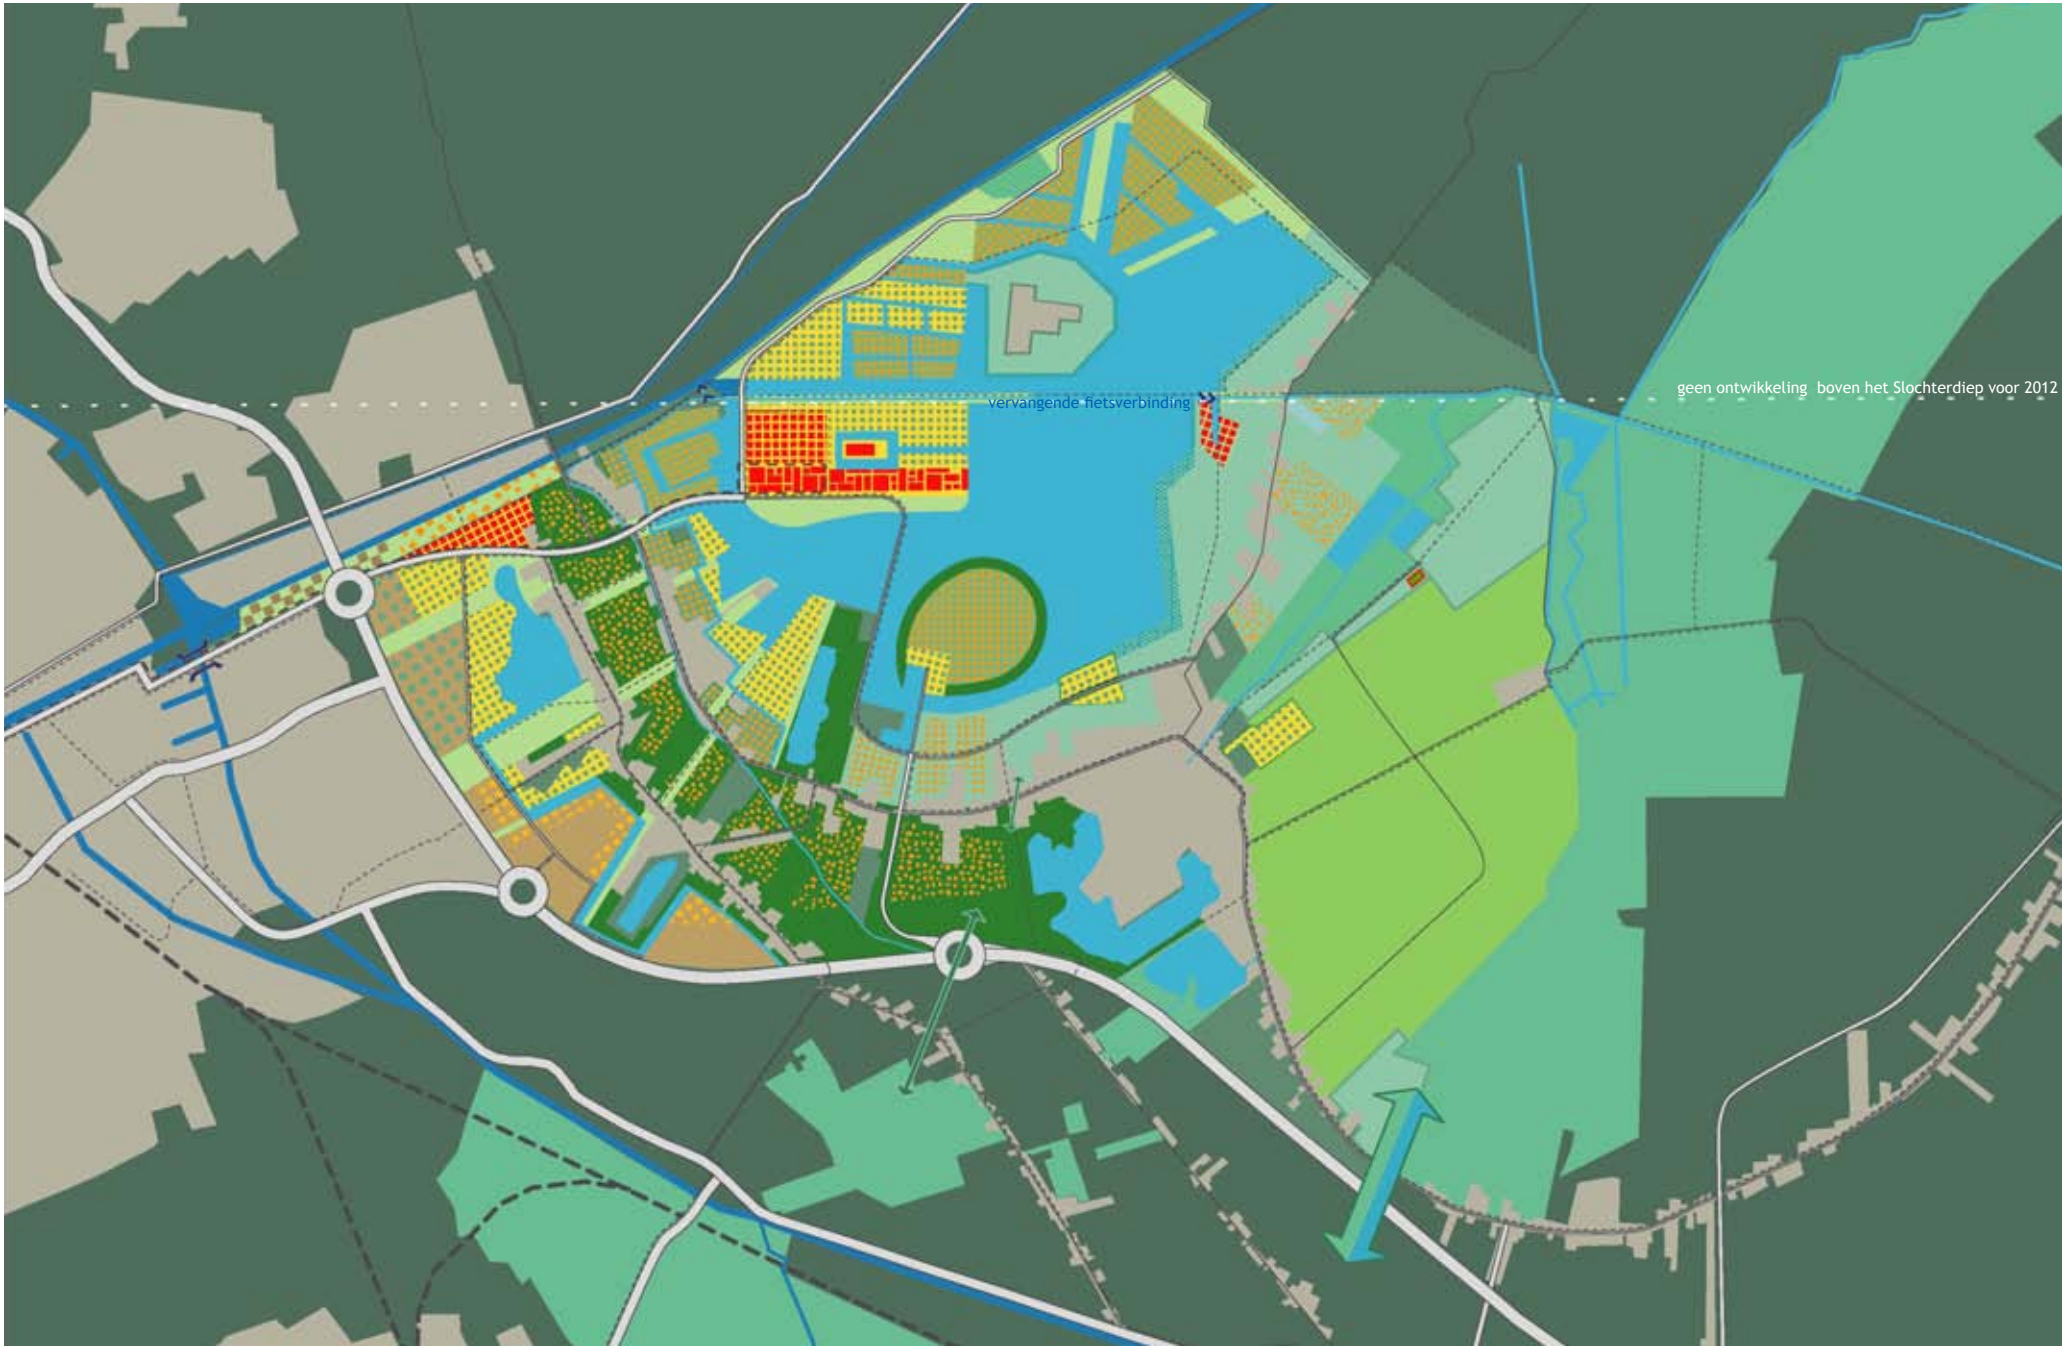 geen ontwikkeling boven het Slochterdiep voor 2012
vervangende fietsverbinding